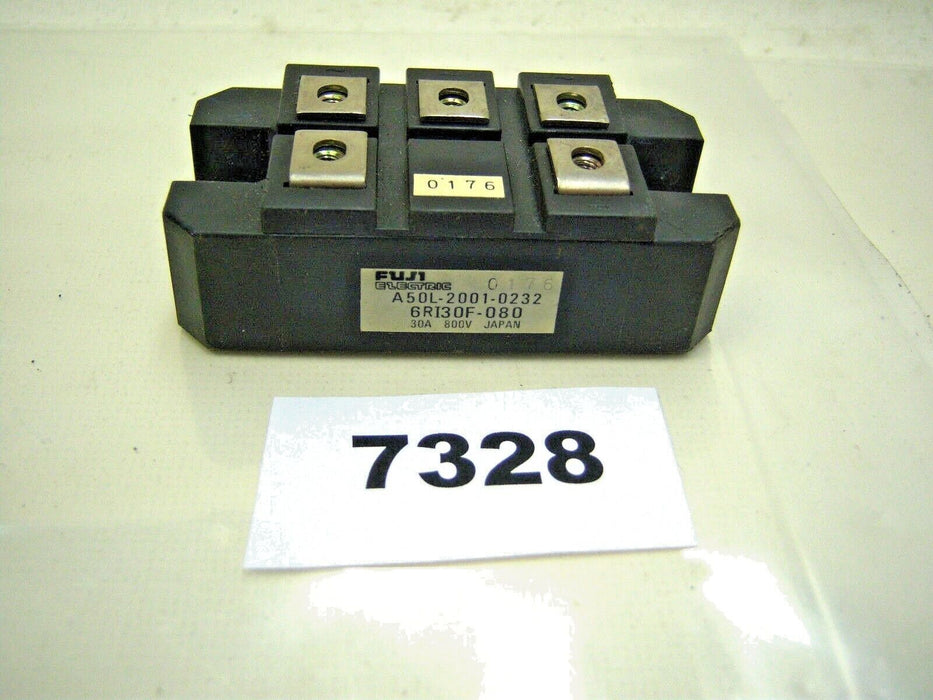 ~ ~ ~
0176
FUJI 0176
ELECTRIC
A50L-2001-0232
6RI30F-080
30A 800V JAPAN
7328